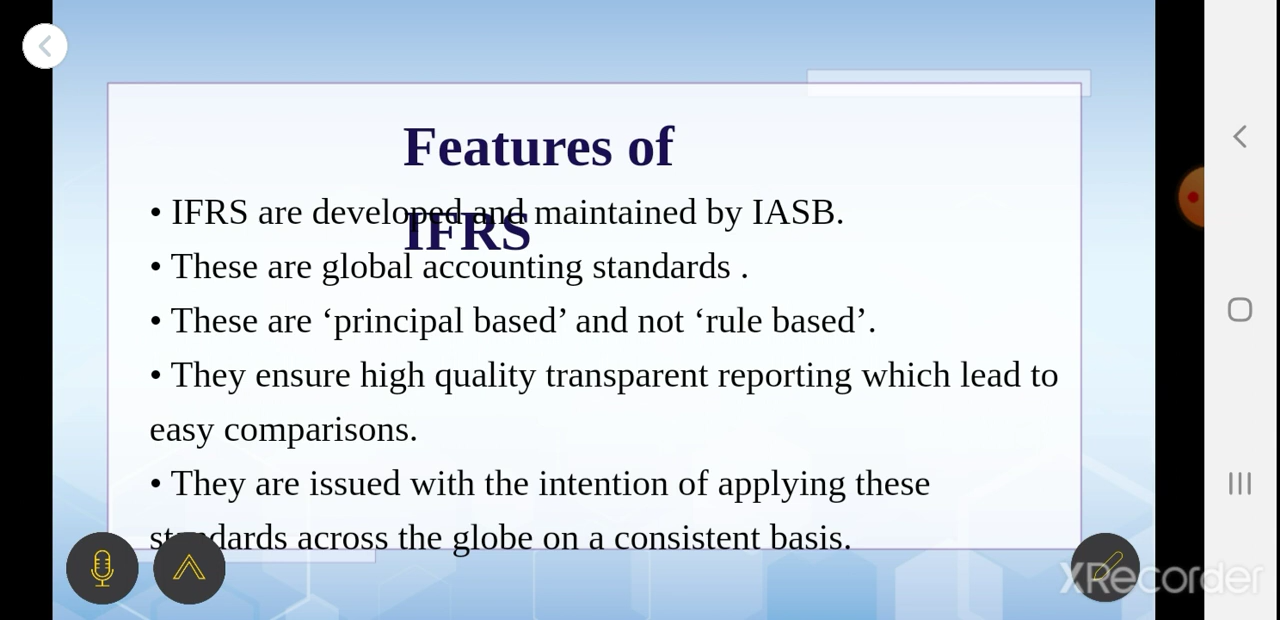 Features of
IFRS
• IFRS are developed and maintained by IASB.
• These are global accounting standards .
• These are ‘principal based’ and not ‘rule based’.
• They ensure high quality transparent reporting which lead to
easy comparisons.
• They are issued with the intention of applying these
standards across the globe on a consistent basis.
XRecorder